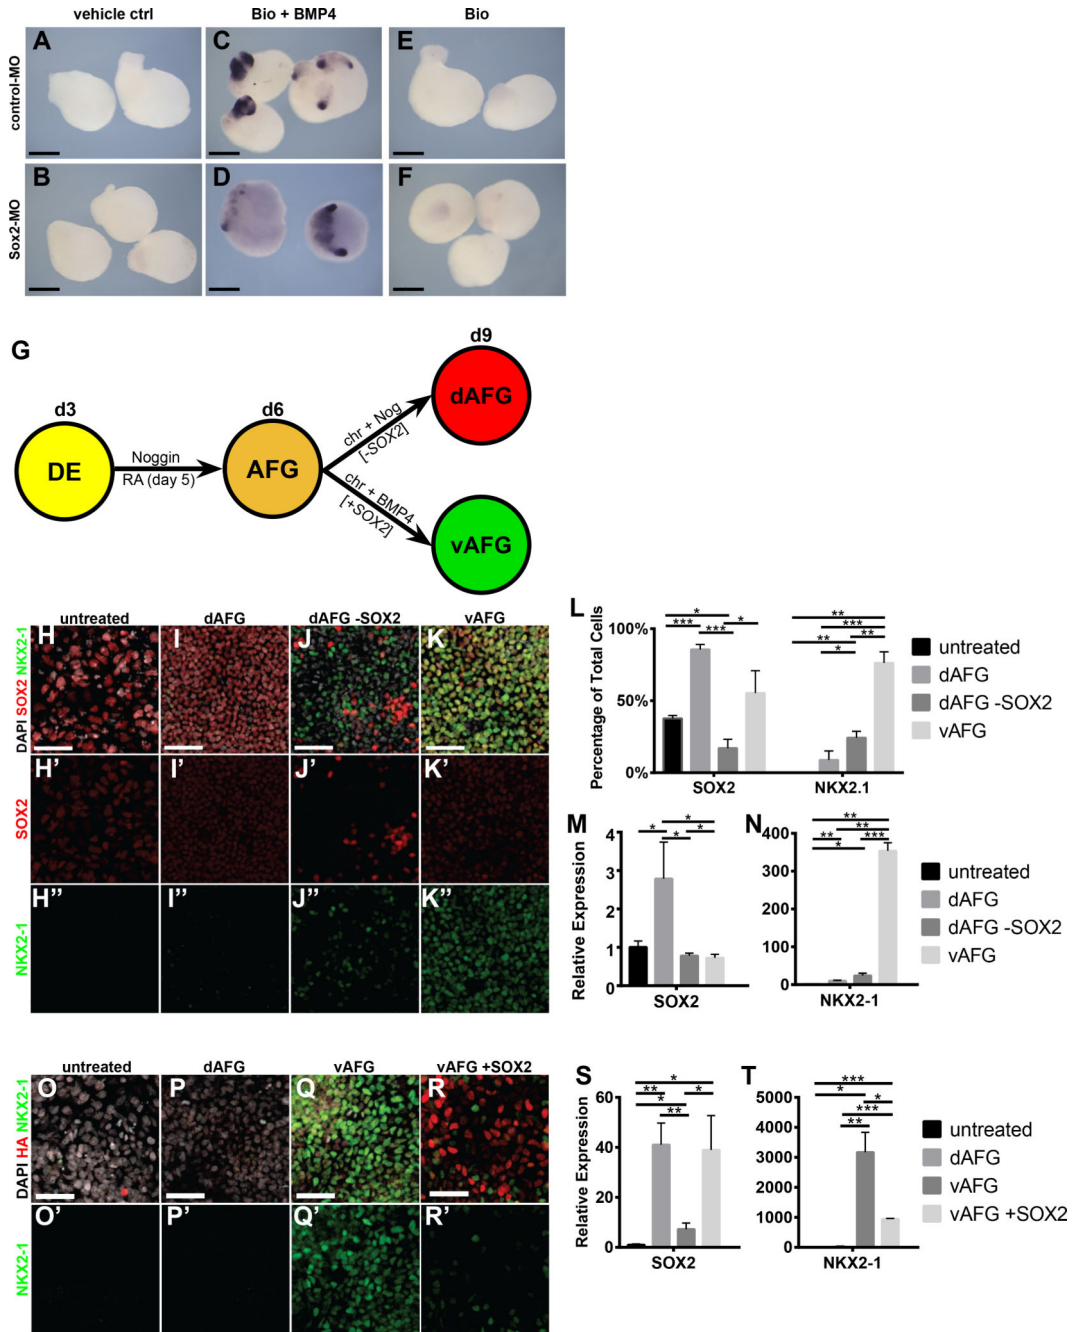 vehicle ctrl Bio + BMP4 Bio
control-MO
A C E
Sox2-MO
B D F
G
d3 d6 d9
DE
Noggin
RA (day 5)
AFG
chr + Nog
[-SOX2]
dAFG
chr + BMP4
[+SOX2]
vAFG
untreated dAFG dAFG -SOX2 vAFG
DAPI SOX2 NKX2-1
H I J K
SOX2
H' I' J' K'
NKX2-1
H'' I'' J'' K''
L
Percentage of Total Cells
100%
50%
0%
* *** *** * ** *** ** ** *
SOX2 NKX2.1
untreated
dAFG
dAFG -SOX2
vAFG
M
Relative Expression
4
3
2
1
0
* * * *
SOX2
N
400
300
200
100
0
** ** ** *** *
NKX2-1
untreated
dAFG
dAFG -SOX2
vAFG
untreated dAFG vAFG vAFG +SOX2
DAPI HA NKX2-1
O P Q R
NKX2-1
O' P' Q' R'
S
Relative Expression
60
40
20
0
* ** * * **
SOX2
T
5000
4000
3000
2000
1000
0
*** * * *** **
NKX2-1
untreated
dAFG
vAFG
vAFG +SOX2